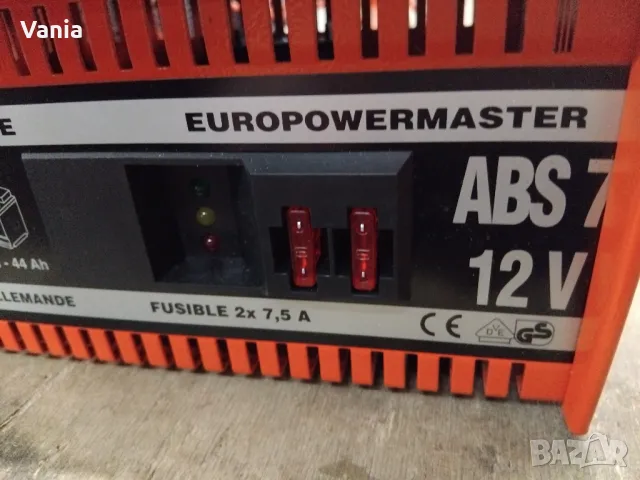 Vania
E
EUROPOWERMASTER
ABS 7
12 V
- 44 Ah
LLEMANDE
FUSIBLE 2x 7,5 A
CE
D E
GS
BAZAR